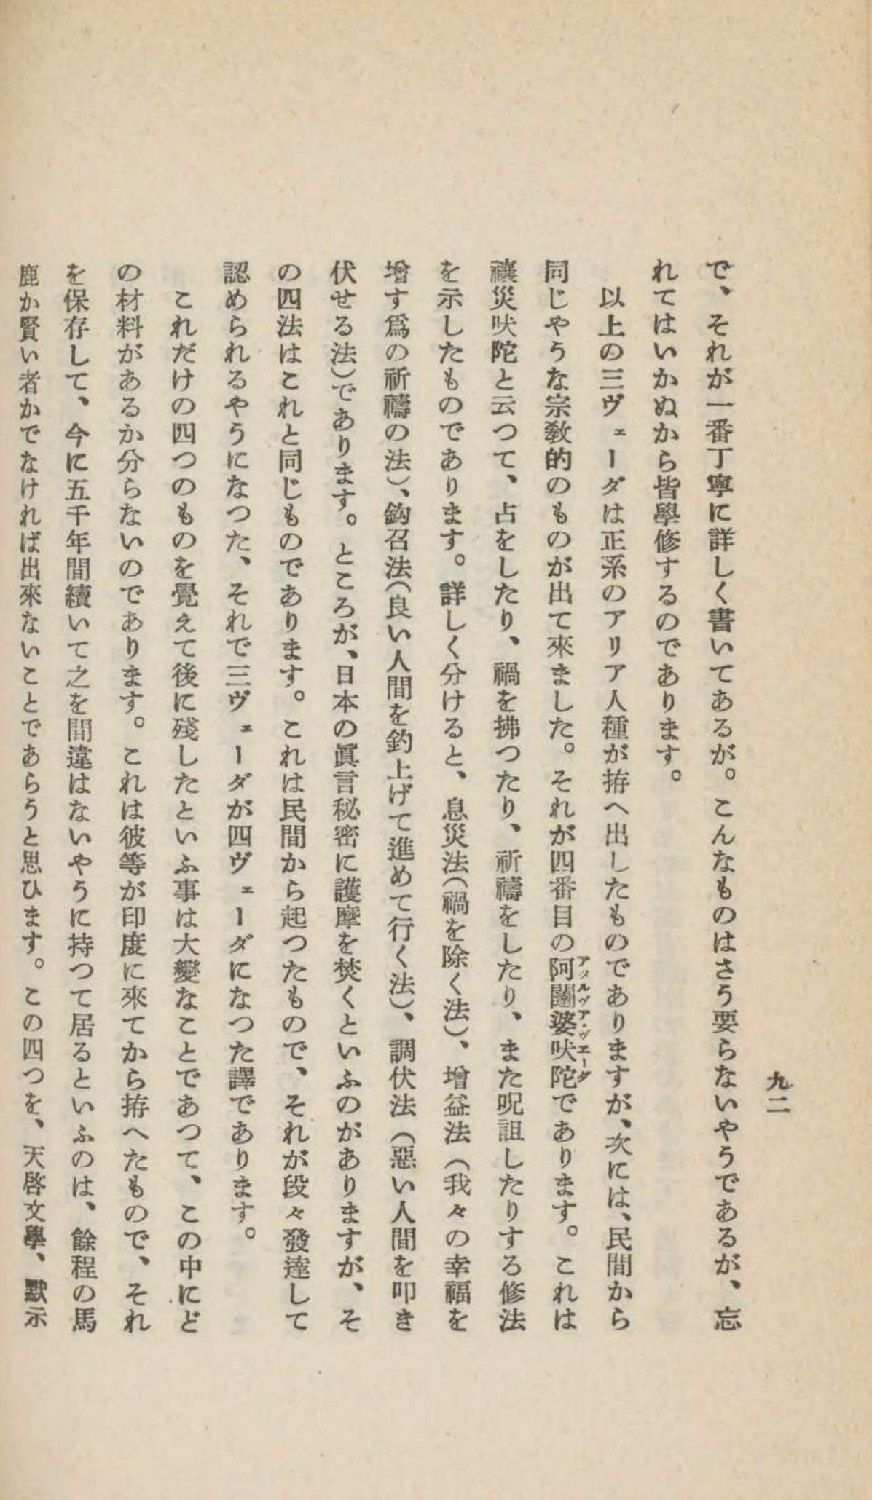 九二
で、それが一番丁寧に詳しく書いてあるが。こんなものはさう要らないやうであるが、忘
れてはいかぬから皆學修するのであります。
以上の三ヴェーダは正系のアリア人種が拵へ出したものでありますが、次には、民間から
同じやうな宗敎的のものが出て來ました。それが四番目の阿闥婆吠陀であります。これは
アタルヴア・ヴエーダ
禳災吠陀と云つて、占をしたり、禍を拂つたり、祈禱をしたり、また呪詛したりする修法
を示したものであります。詳しく分けると、息災法(禍を除く法)、增益法(我々の幸福を
增す爲の祈禱の法)、鈎召法(良い人間を釣上げて進めて行く法)、調伏法(惡い人間を叩き
伏せる法)であります。ところが、日本の眞言秘密に護摩を焚くといふのがありますが、そ
の四法はこれと同じものであります。これは民間から起つたもので、それが段々發達して
認められるやうになつた、それで三ヴェーダが四ヴェーダになつた譯であります。
これだけの四つのものを覺えて後に殘したといふ事は大變なことであつて、この中にど
の材料があるか分らないのであります。これは彼等が印度に來てから拵へたもので、それ
を保存して、今に五千年間續いて之を間違はないやうに持つて居るといふのは、餘程の馬
鹿か賢い者かでなければ出來ないことであらうと思ひます。この四つを、天啓文學、默示